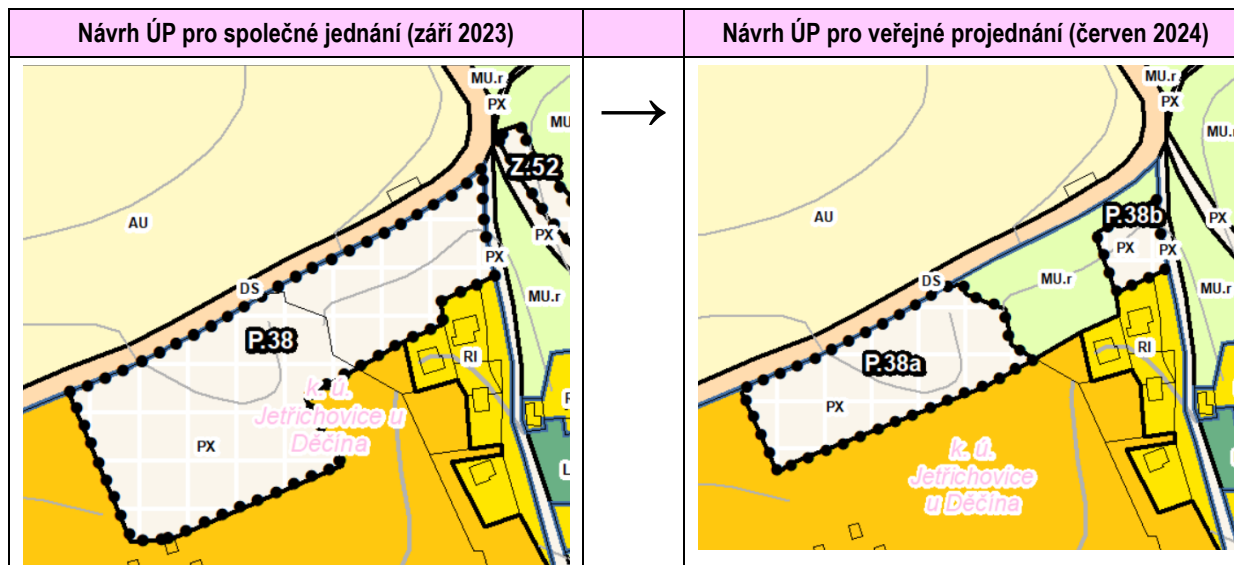 Návrh ÚP pro společné jednání (září 2023)
Návrh ÚP pro veřejné projednání (červen 2024)
→
MU.r
PX
MU
Z.52
AU
PX
PX
DS
MU.r
P.38
RI
k. ú.
Jetřichovice u
Děčína
PX
L
MU.r
PX
MU.r
AU
P.38b
PX
PX
PX
DS
MU.r
MU.r
P.38a
RI
PX
k. ú.
Jetřichovice
u Děčína
L